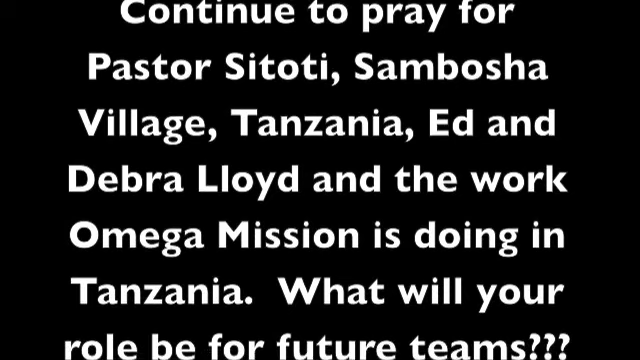 Continue to pray for
Pastor Sitoti, Sambosha
Village, Tanzania, Ed and
Debra Lloyd and the work
Omega Mission is doing in
Tanzania.  What will your
role be for future teams???